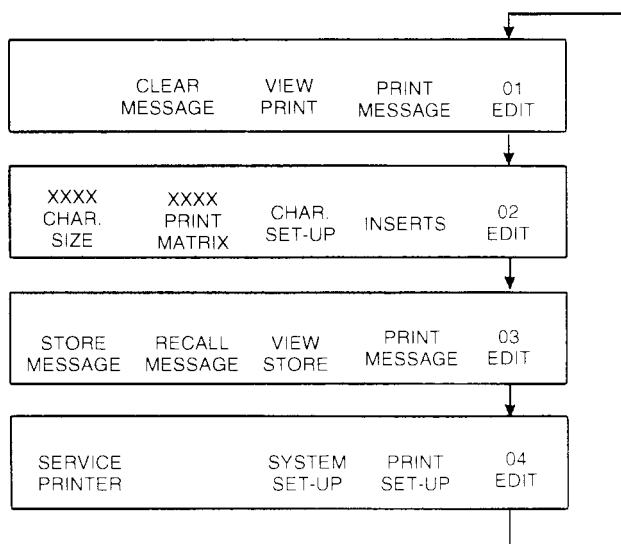 CLEAR MESSAGE
VIEW PRINT
PRINT MESSAGE
01 EDIT
XXXX CHAR. SIZE
XXXX PRINT MATRIX
CHAR. SET-UP
INSERTS
02 EDIT
STORE MESSAGE
RECALL MESSAGE
VIEW STORE
PRINT MESSAGE
03 EDIT
SERVICE PRINTER
SYSTEM SET-UP
PRINT SET-UP
04 EDIT